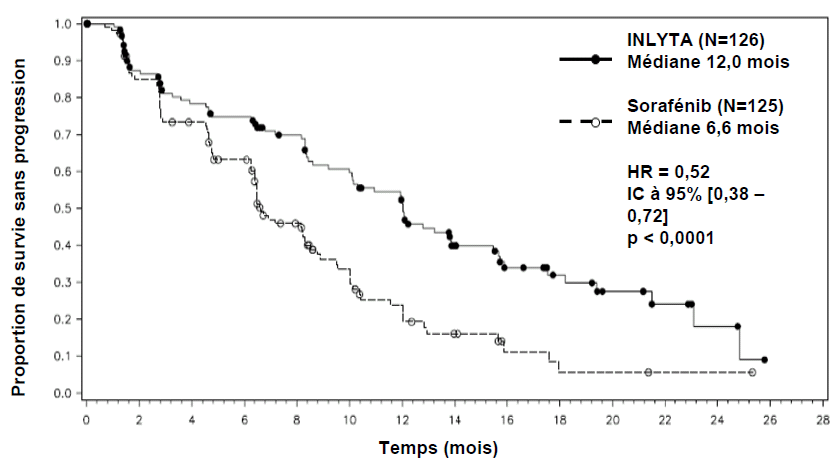 Proportion de survie sans progression
1.0
0.9
0.8
0.7
0.6
0.5
0.4
0.3
0.2
0.1
0.0
INLYTA (N=126)
Médiane 12,0 mois
Sorafénib (N=125)
Médiane 6,6 mois
HR = 0,52
IC à 95% [0,38 –
0,72]
p < 0,0001
0 2 4 6 8 10 12 14 16 18 20 22 24 26 28
Temps (mois)